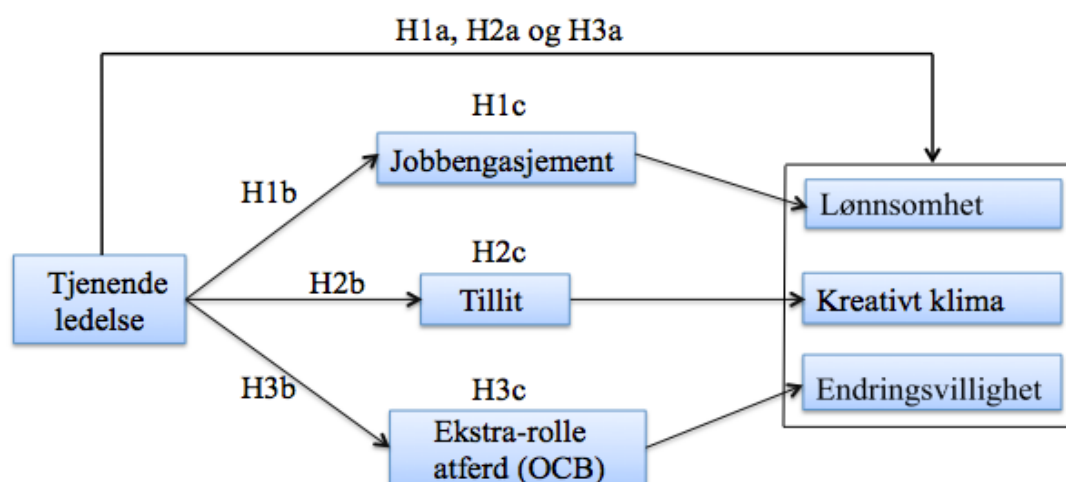 H1a, H2a og H3a
H1c
Jobbengasjement
H1b
Lønnsomhet
Tjenende
ledelse
H2c
H2b
Tillit
Kreativt klima
H3b
H3c
Ekstra-rolle
atferd (OCB)
Endringsvillighet